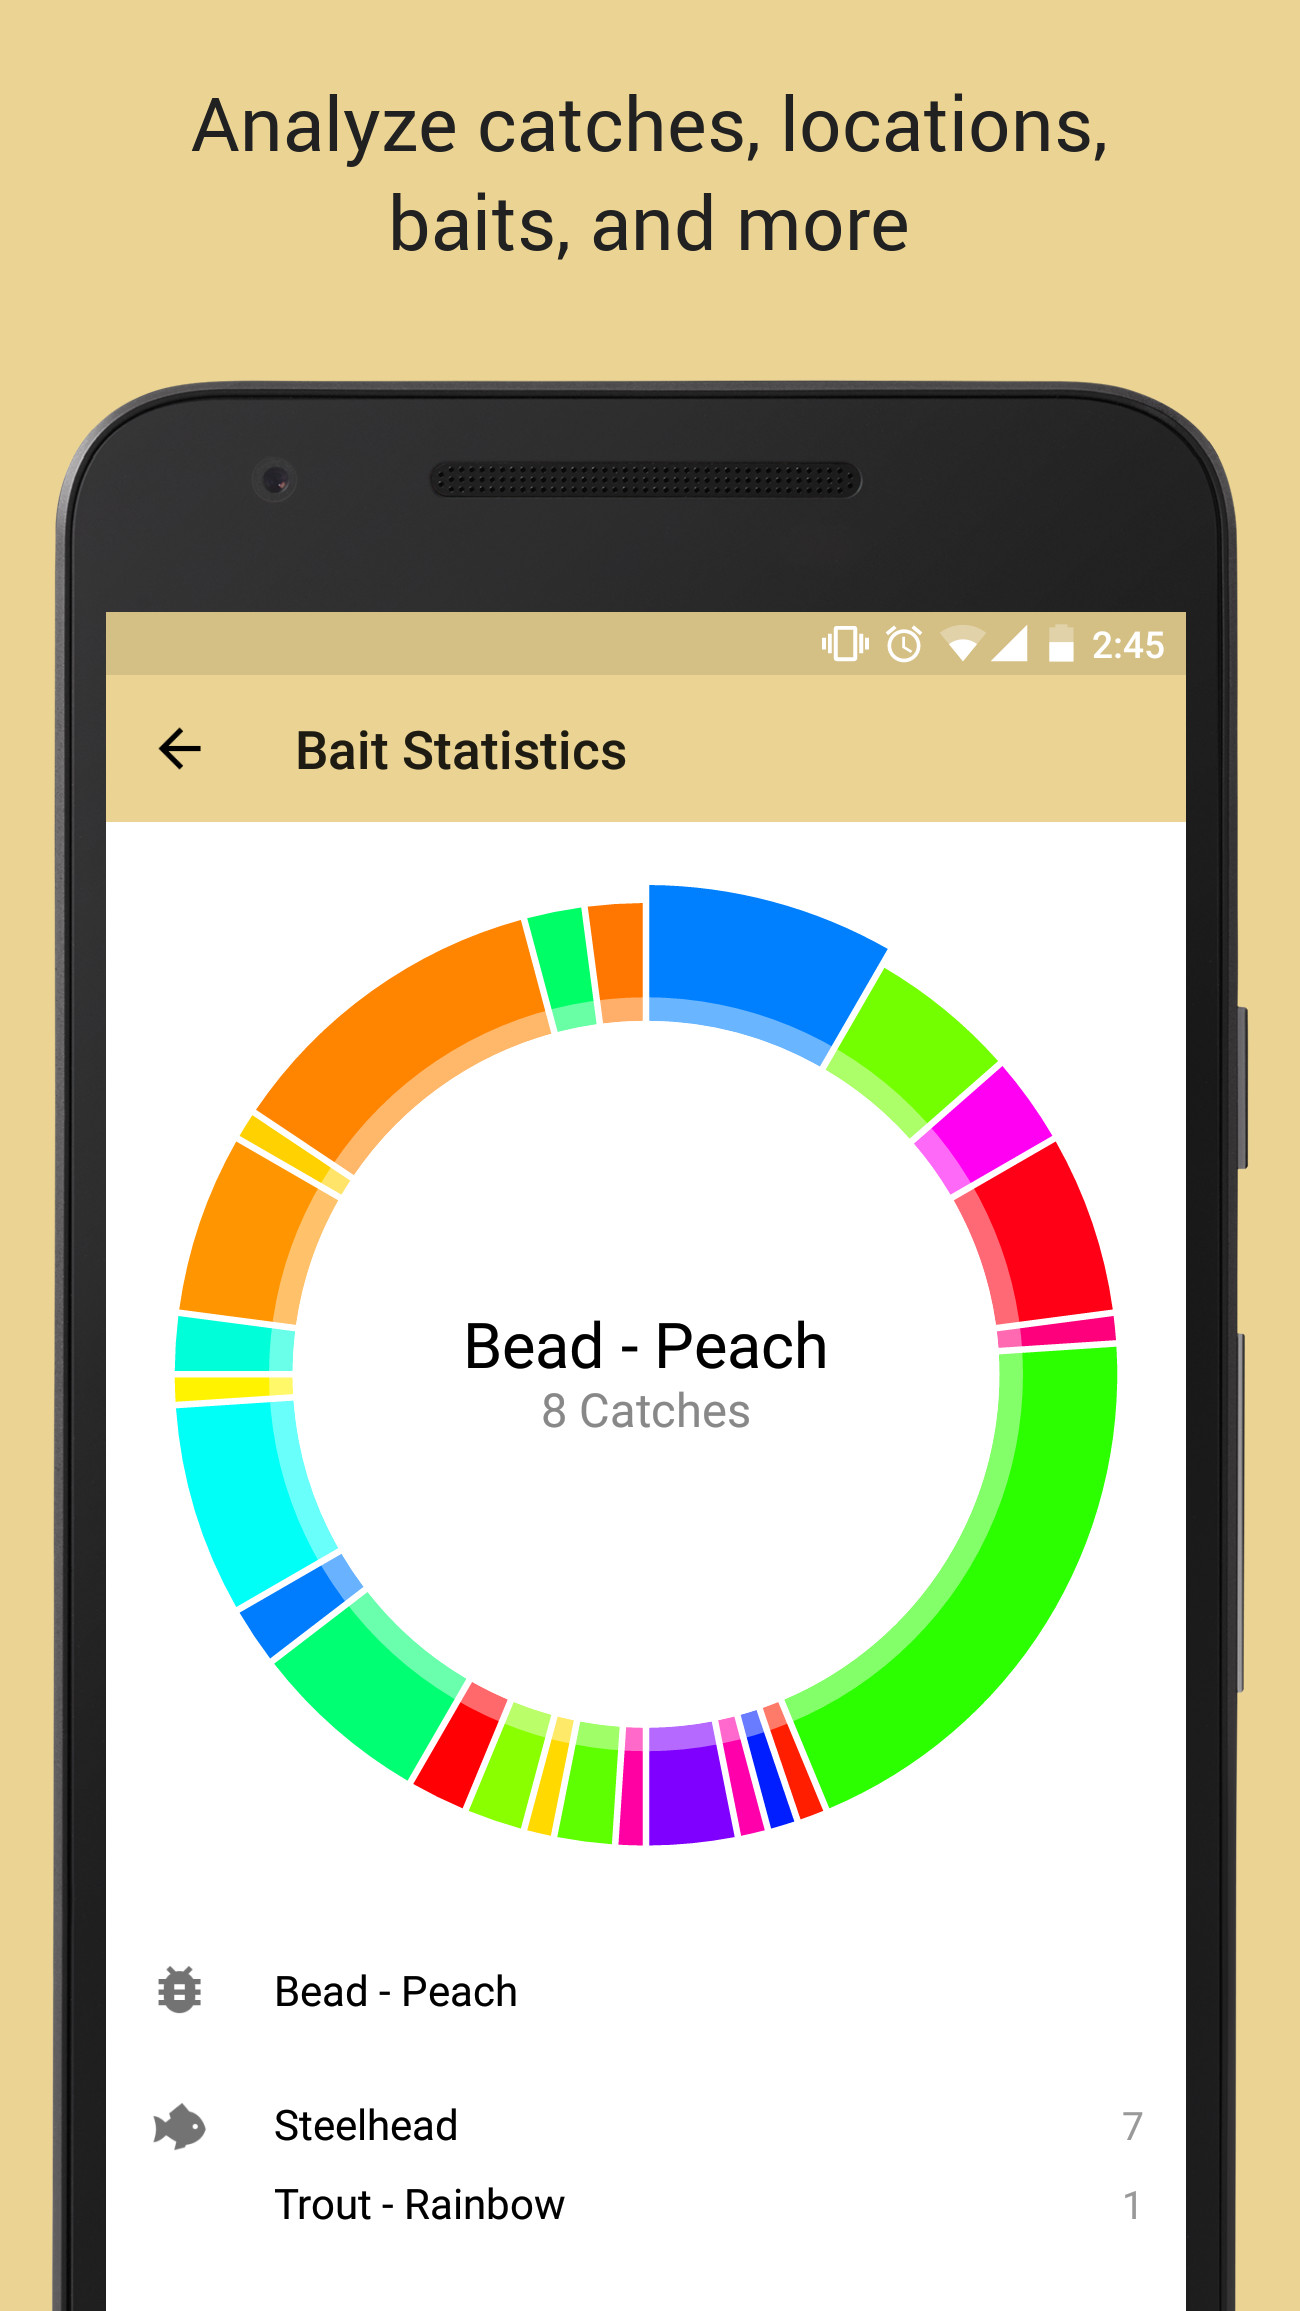 Analyze catches, locations,
baits, and more
2:45
Bait Statistics
Bead - Peach
8 Catches
Bead - Peach
Steelhead 7
Trout - Rainbow 1